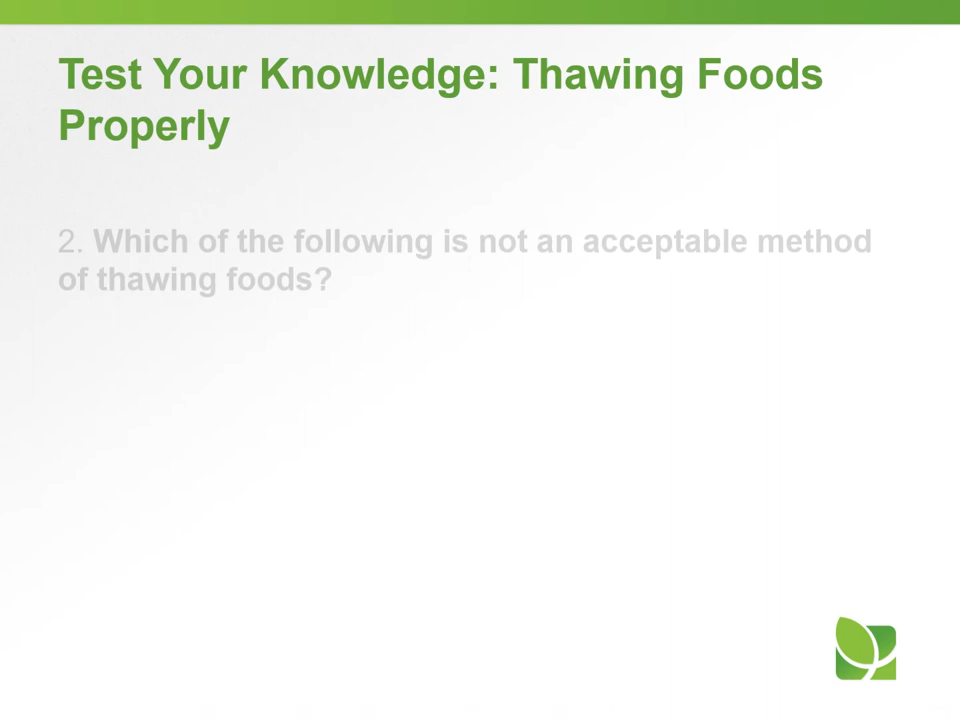 Test Your Knowledge: Thawing Foods
Properly
2. Which of the following is not an acceptable method
of thawing foods?